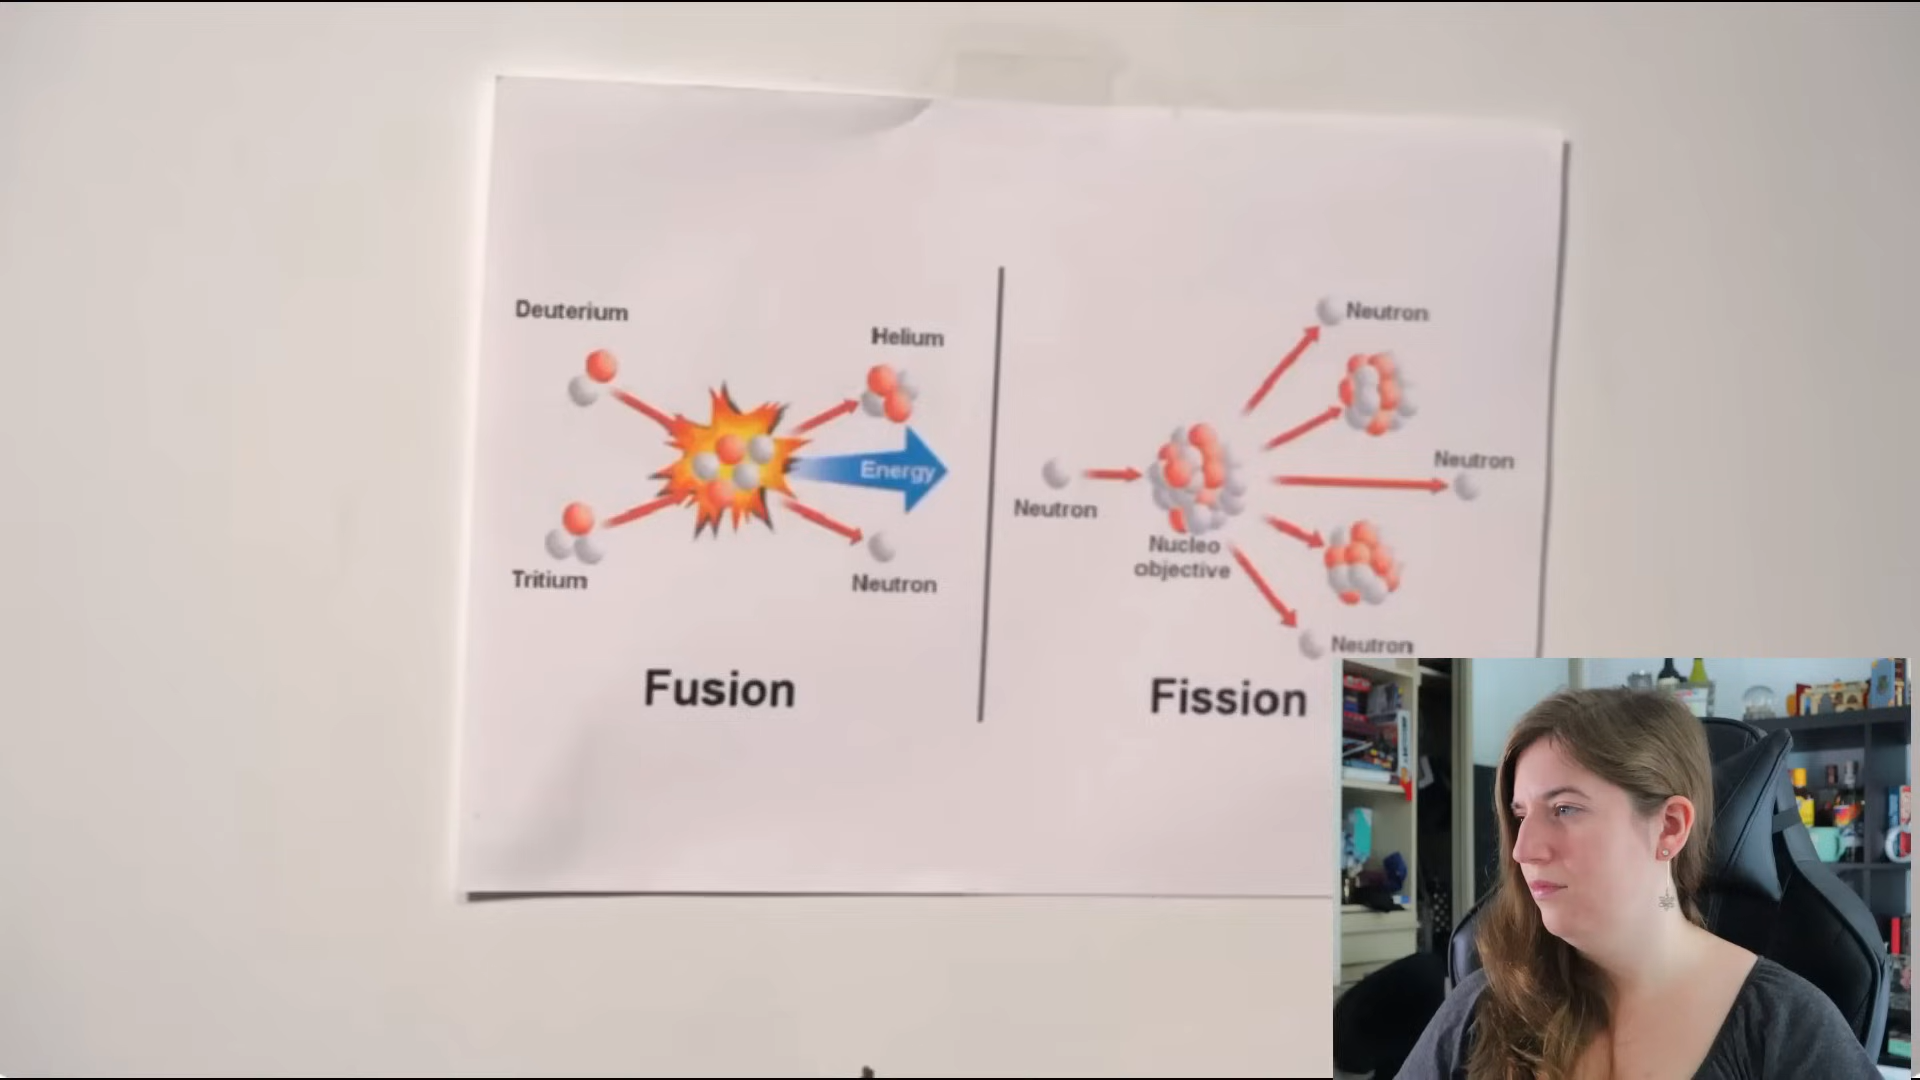 Deuterium
Helium
Energy
Tritium
Neutron
Fusion
Neutron
Neutron
Neutron
Nucleo
objective
Neutron
Fission